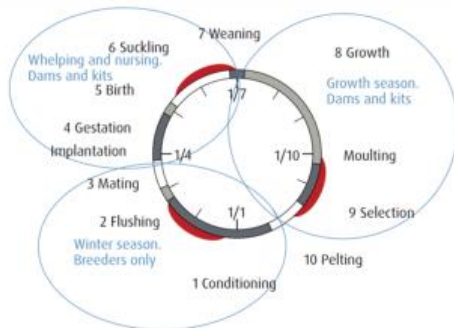 7 Weaning
6 Suckling
Whelping and nursing.
Dams and kits
5 Birth
4 Gestation
Implantation
3 Mating
2 Flushing
Winter season.
Breeders only
1 Conditioning
8 Growth
Growth season.
Dams and kits
Moulting
9 Selection
10 Pelting
1/7
1/4
1/10
1/1